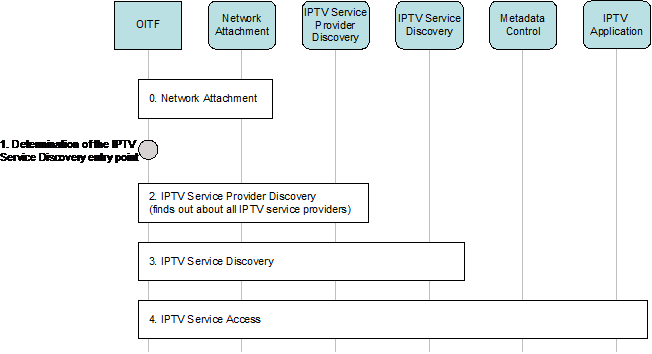 OITF
Network
Attachment
IPTV Service
Provider
Discovery
IPTV Service
Discovery
Metadata
Control
IPTV
Application
0. Network Attachment
1. Determination of the IPTV
Service Discovery entry point
2. IPTV Service Provider Discovery
(finds out about all IPTV service providers)
3. IPTV Service Discovery
4. IPTV Service Access